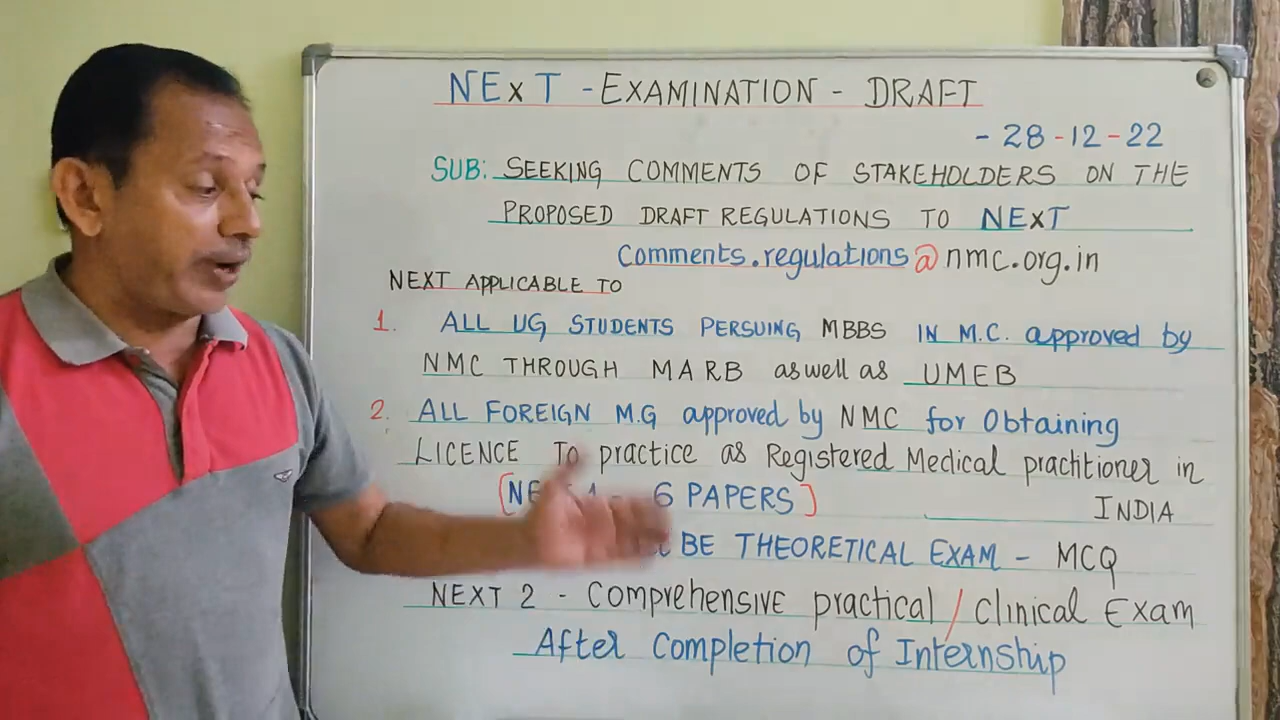 NExT - EXAMINATION - DRAFT
- 28-12-22
SUB: SEEKING COMMENTS OF STAKEHOLDERS ON THE
PROPOSED DRAFT REGULATIONS TO NExT
Comments.regulations@nmc.org.in
NEXT APPLICABLE TO
1. ALL UG STUDENTS PERSUING MBBS IN M.C. approved by
NMC THROUGH MARB as well as UMEB
2. ALL FOREIGN M.G approved by NMC for Obtaining
LICENCE To practice as Registered Medical practitioner in
INDIA
6 PAPERS]
BE THEORETICAL EXAM - MCQ
NEXT 2 - Comprehensive practical / Clinical Exam
After Completion of Internship